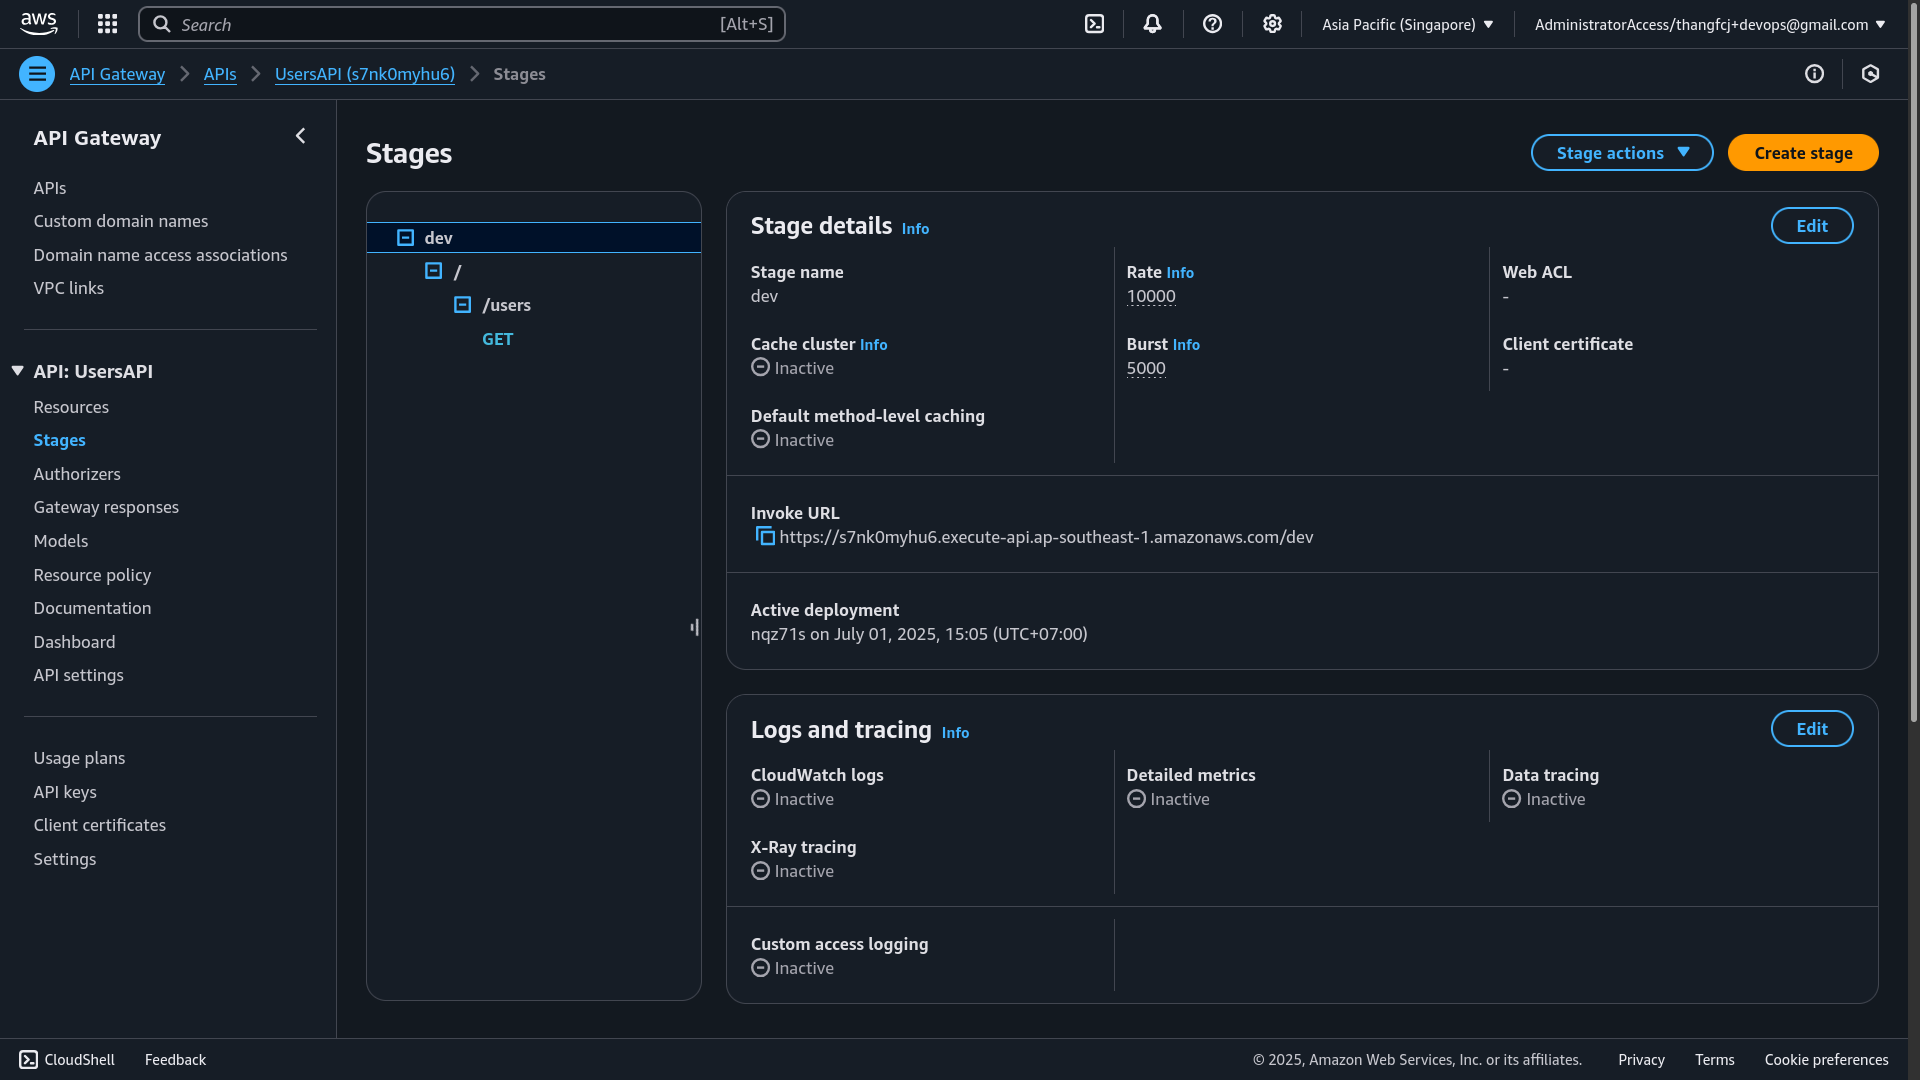 aws
Search [Alt+S]
Asia Pacific (Singapore)
AdministratorAccess/thangfcj+devops@gmail.com
API Gateway
APIs
UsersAPI (s7nk0myhu6)
Stages
API Gateway
APIs
Custom domain names
Domain name access associations
VPC links
API: UsersAPI
Resources
Stages
Authorizers
Gateway responses
Models
Resource policy
Documentation
Dashboard
API settings
Usage plans
API keys
Client certificates
Settings
Stages
Stage actions
Create stage
dev
/
/users
GET
Stage details Info
Edit
Stage name
dev
Rate Info
10000
Web ACL
-
Cache cluster Info
Inactive
Burst Info
5000
Client certificate
-
Default method-level caching
Inactive
Invoke URL
https://s7nk0myhu6.execute-api.ap-southeast-1.amazonaws.com/dev
Active deployment
nqz71s on July 01, 2025, 15:05 (UTC+07:00)
Logs and tracing Info
Edit
CloudWatch logs
Inactive
Detailed metrics
Inactive
Data tracing
Inactive
X-Ray tracing
Inactive
Custom access logging
Inactive
CloudShell
Feedback
© 2025, Amazon Web Services, Inc. or its affiliates.
Privacy
Terms
Cookie preferences